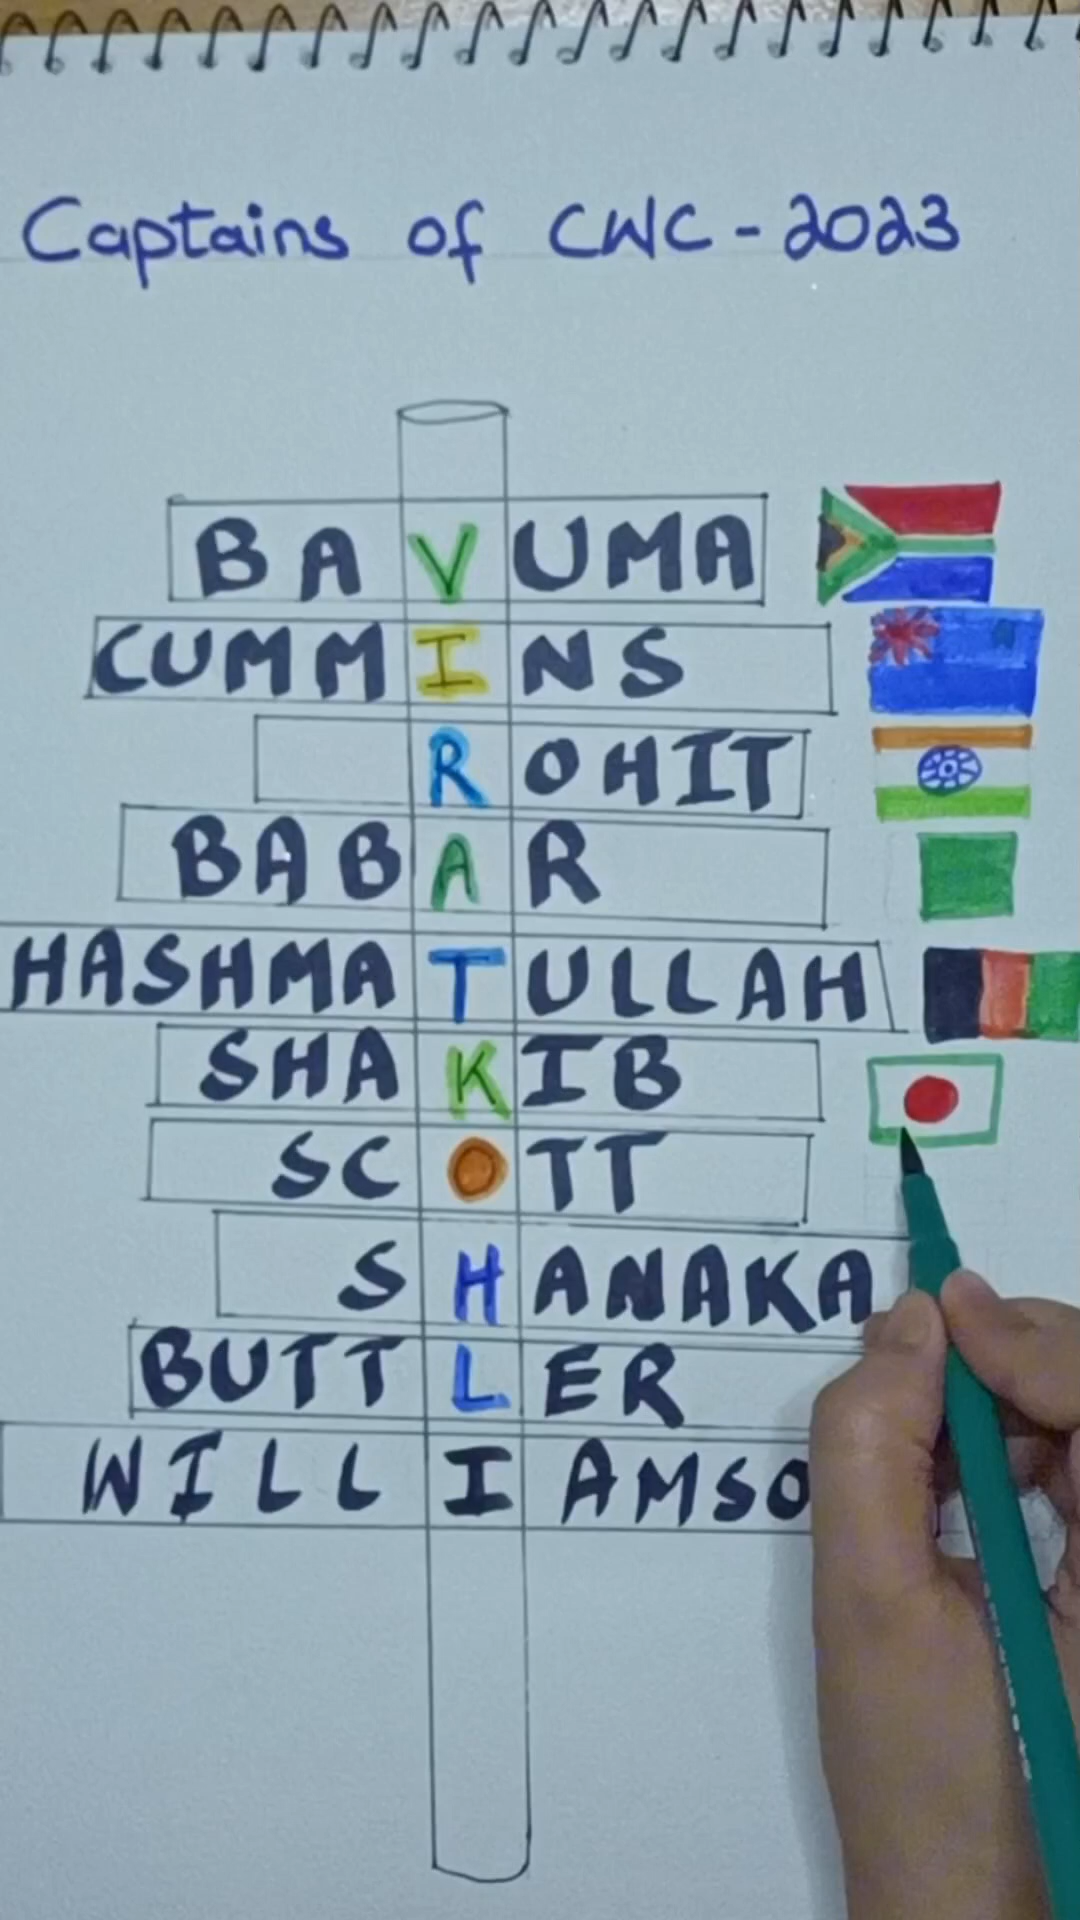 Captains of CWC - 2023
BAVUMA
CUMMINS
ROHIT
BABAR
HASHMATULLAH
SHAKIB
SCOTT
SHANAKA
BUTTLER
WILLIAMSO